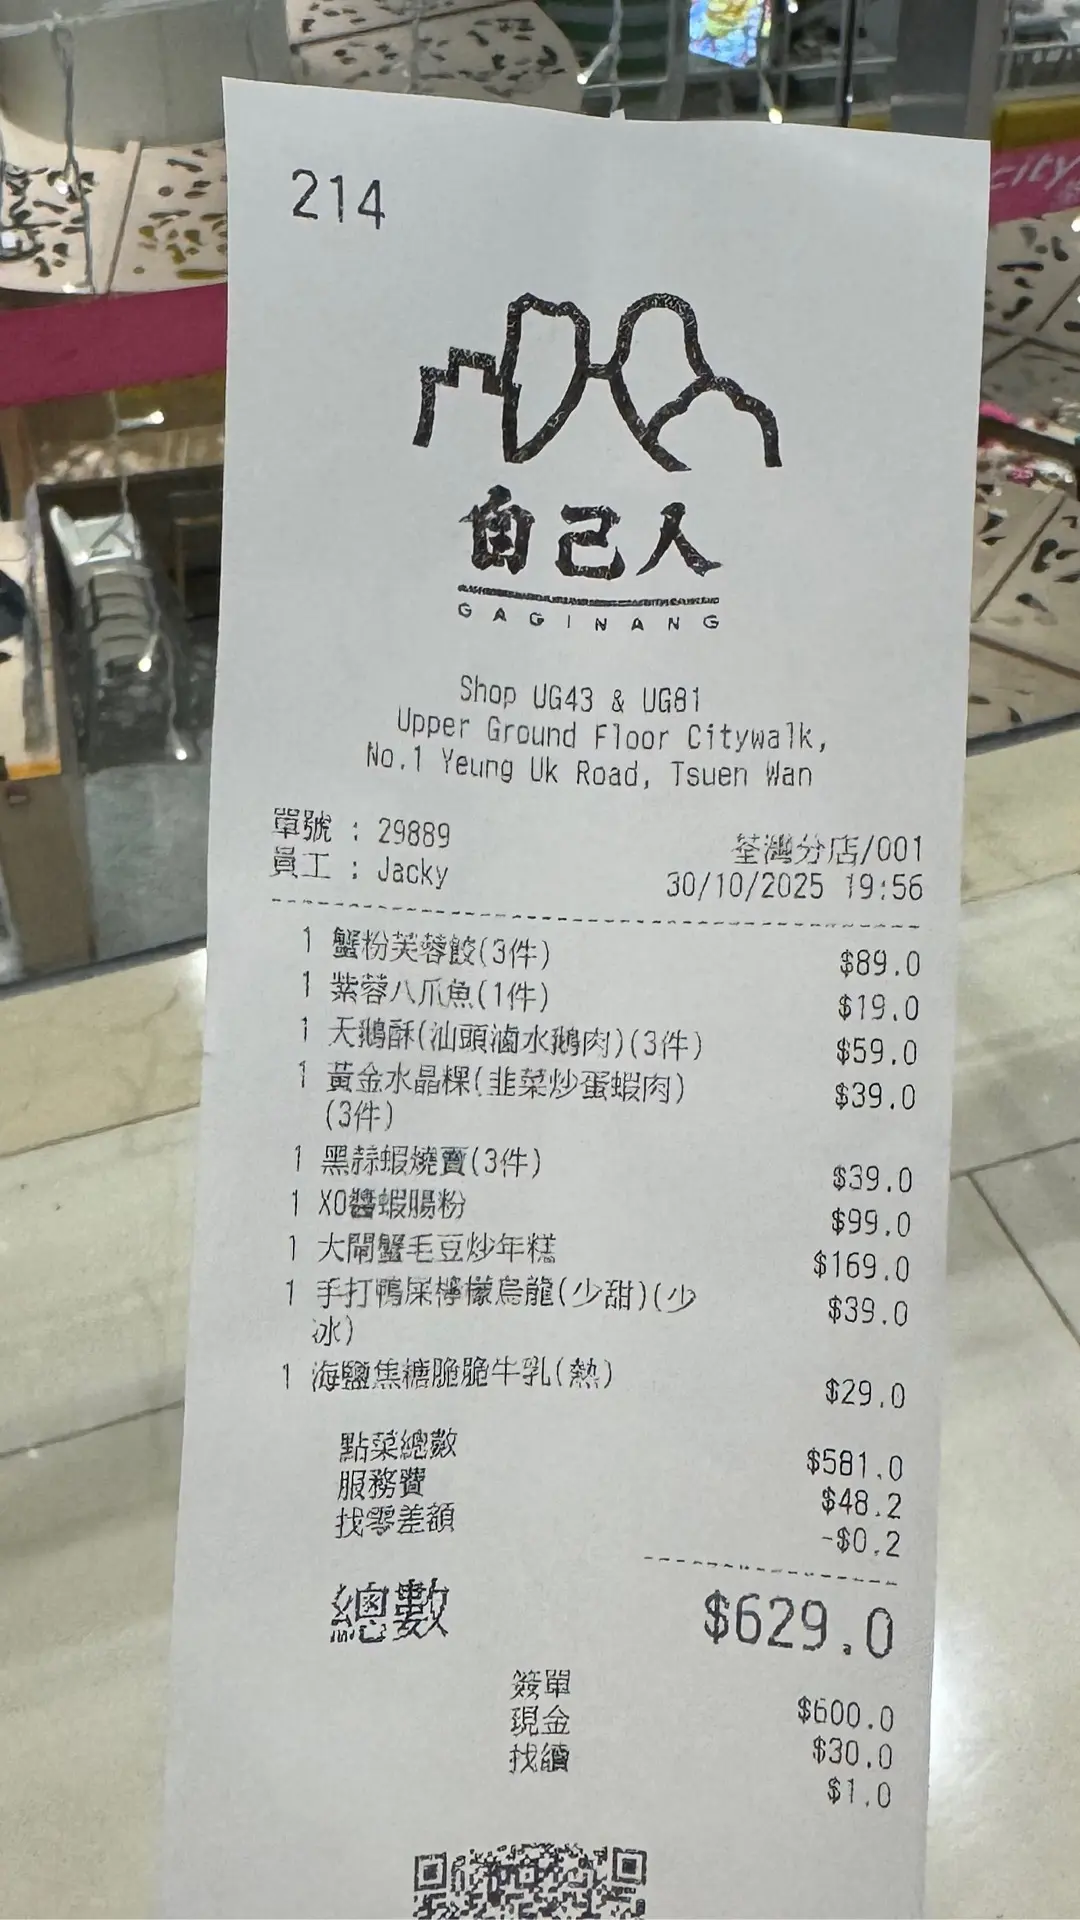 214
自己人
GAGINANG
Shop UG43 & UG81
Upper Ground Floor Citywalk,
No.1 Yeung Uk Road, Tsuen Wan
單號 : 29889
荃灣分店/001
員工 : Jacky
30/10/2025 19:56
1 蟹粉芙蓉餃(3件) $89.0
1 紫蓉八爪魚(1件) $19.0
1 天鵝酥(汕頭滷水鵝肉)(3件) $59.0
1 黃金水晶粿(韭菜炒蛋蝦肉) $39.0
(3件)
1 黑蒜蝦燒賣(3件) $39.0
1 XO醬蝦腸粉 $99.0
1 大閘蟹毛豆炒年糕 $169.0
1 手打鴨屎檸檬烏龍(少甜)(少 $39.0
冰)
1 海鹽焦糖脆脆牛乳(熱) $29.0
點菜總數 $581.0
服務費 $48.2
找零差額 -$0.2
總數 $629.0
簽單 $600.0
現金 $30.0
找續 $1.0
city